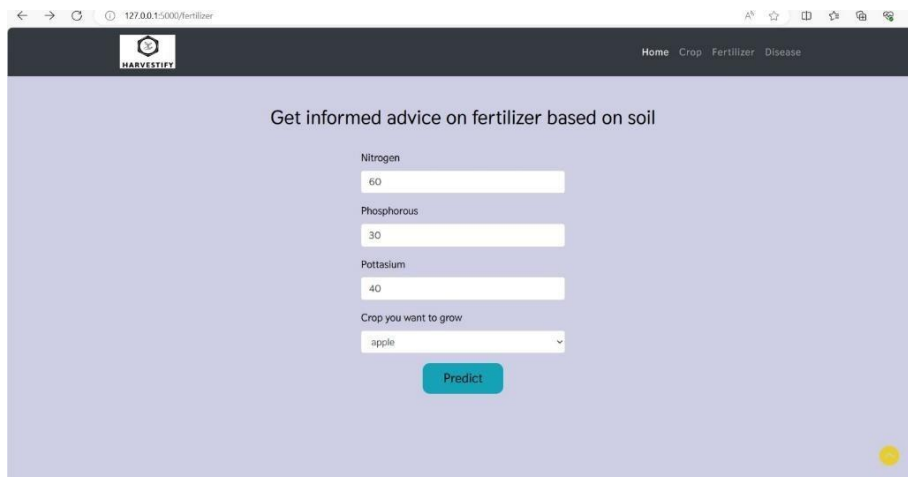 127.0.0.1:5000/fertilizer
HARVESTIFY
Home Crop Fertilizer Disease
Get informed advice on fertilizer based on soil
Nitrogen
60
Phosphorous
30
Pottasium
40
Crop you want to grow
apple
Predict